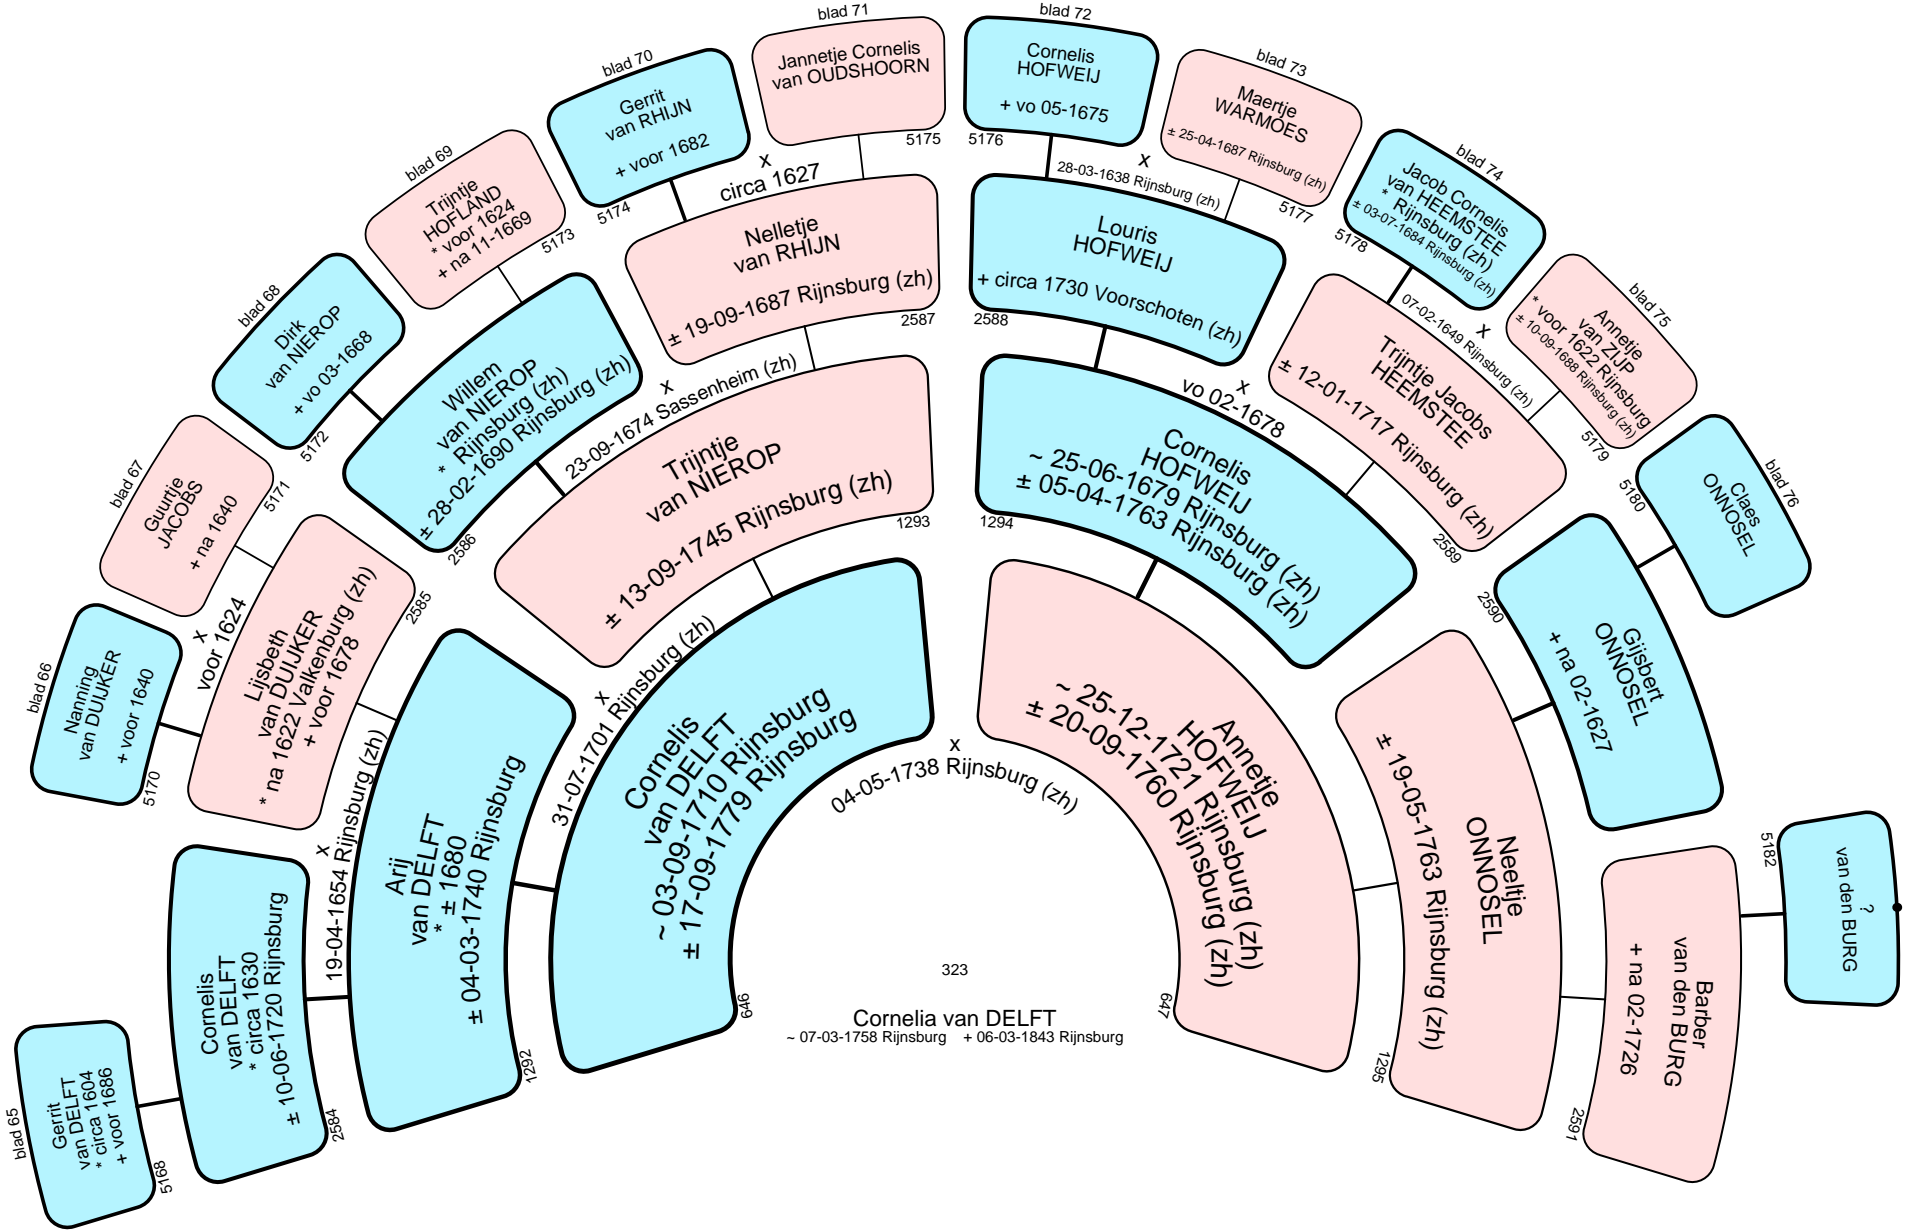 blad 65
Gerrit
van DELFT
* circa 1604
+ voor 1686
5168
blad 66
Nanning
van DUIJKER
+ voor 1640
5170
x
voor 1624
blad 67
Guurtje
JACOBS
+ na 1640
5171
blad 68
Dirk
van NIEROP
+ vo 03-1668
5172
blad 69
Trijntje
HOFLAND
* voor 1624
+ na 11-1669
5173
blad 70
Gerrit
van RHIJN
+ voor 1682
5174
x
circa 1627
blad 71
Jannetje Cornelis
van OUDSHOORN
5175
blad 72
Cornelis
HOFWEIJ
+ vo 05-1675
5176
x
28-03-1638 Rijnsburg (zh)
blad 73
Maertje
WARMOES
± 25-04-1687 Rijnsburg (zh)
5177
blad 74
Jacob Cornelis
van HEEMSTEE
* Rijnsburg (zh)
± 03-07-1684 Rijnsburg (zh)
5178
x
07-02-1649 Rijnsburg (zh)
blad 75
Annetje
van ZIJP
* voor 1622 Rijnsburg
± 10-09-1688 Rijnsburg (zh)
5179
blad 76
Claes
ONNOSEL
5180
?
van den BURG
5182
Cornelis
van DELFT
* circa 1630
± 10-06-1720 Rijnsburg
2584
x
19-04-1654 Rijnsburg (zh)
Lijsbeth
van DUIJKER
* na 1622 Valkenburg (zh)
+ voor 1678
2585
Willem
van NIEROP
* Rijnsburg (zh)
± 28-02-1690 Rijnsburg (zh)
2586
x
23-09-1674 Sassenheim (zh)
Nelletje
van RHIJN
± 19-09-1687 Rijnsburg (zh)
2587
Louris
HOFWEIJ
+ circa 1730 Voorschoten (zh)
2588
x
vo 02-1678
Trijntje Jacobs
HEEMSTEE
± 12-01-1717 Rijnsburg (zh)
2589
Gijsbert
ONNOSEL
+ na 02-1627
2590
Barber
van den BURG
+ na 02-1726
2591
Arij
van DELFT
* ± 1680
± 04-03-1740 Rijnsburg
1292
x
31-07-1701 Rijnsburg (zh)
Trijntje
van NIEROP
± 13-09-1745 Rijnsburg (zh)
1293
Cornelis
HOFWEIJ
~ 25-06-1679 Rijnsburg (zh)
± 05-04-1763 Rijnsburg (zh)
1294
Neeltje
ONNOSEL
± 19-05-1763 Rijnsburg (zh)
1295
Cornelis
van DELFT
~ 03-09-1710 Rijnsburg
± 17-09-1779 Rijnsburg
646
x
04-05-1738 Rijnsburg (zh)
Annetje
HOFWEIJ
~ 25-12-1721 Rijnsburg (zh)
± 20-09-1760 Rijnsburg (zh)
647
323
Cornelia van DELFT
~ 07-03-1758 Rijnsburg + 06-03-1843 Rijnsburg